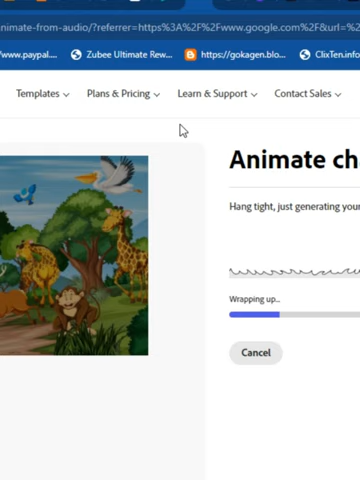 nimate-from-audio/?referrer=https%3A%2F%2Fwww.google.com%2F&url=%2
/www.paypal.... Zubee Ultimate Rew... https://gokagen.blo... ClixTen.info
Templates Plans & Pricing Learn & Support Contact Sales
Animate ch
Hang tight, just generating your
Wrapping up..
Cancel